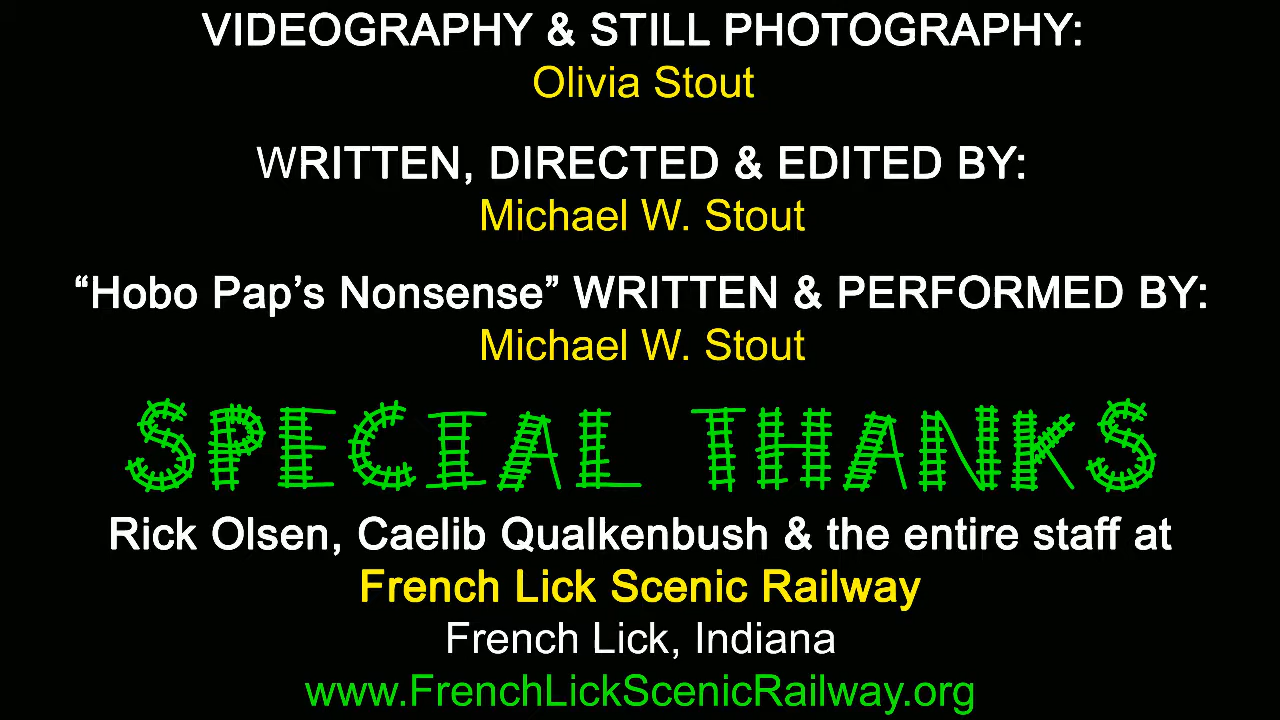 VIDEOGRAPHY & STILL PHOTOGRAPHY:
Olivia Stout
WRITTEN, DIRECTED & EDITED BY:
Michael W. Stout
“Hobo Pap’s Nonsense” WRITTEN & PERFORMED BY:
Michael W. Stout
SPECIAL THANKS
Rick Olsen, Caelib Qualkenbush & the entire staff at
French Lick Scenic Railway
French Lick, Indiana
www.FrenchLickScenicRailway.org